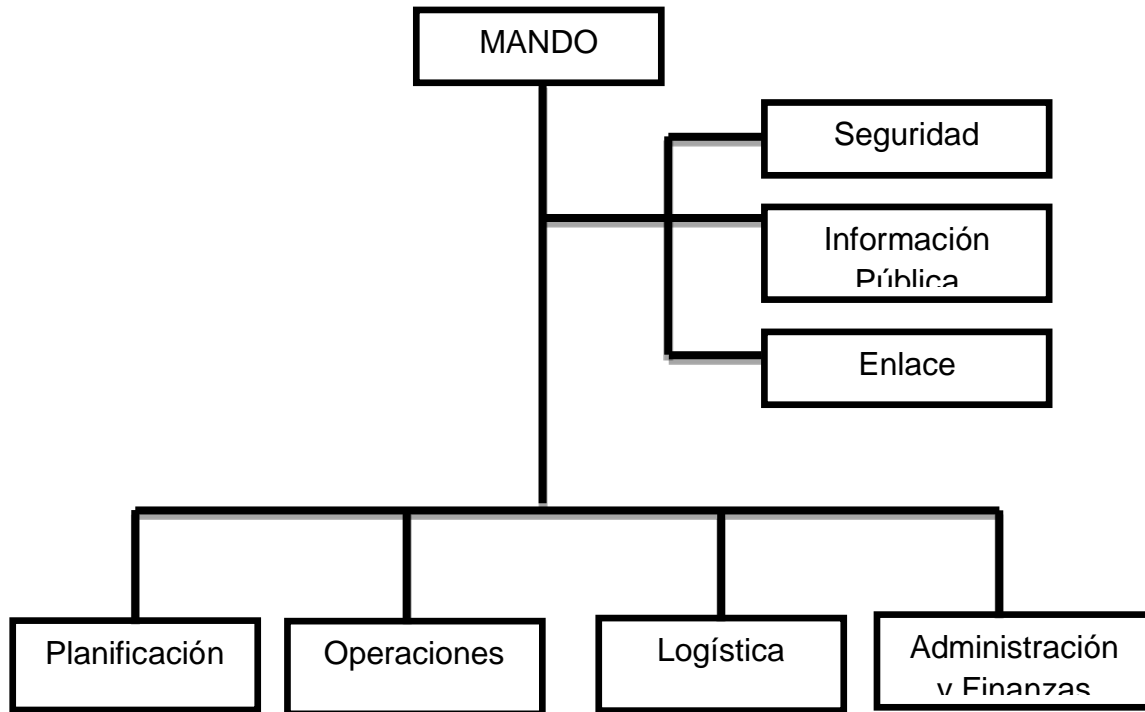 MANDO
Seguridad
Información
Pública
Enlace
Planificación
Operaciones
Logística
Administración
y Finanzas